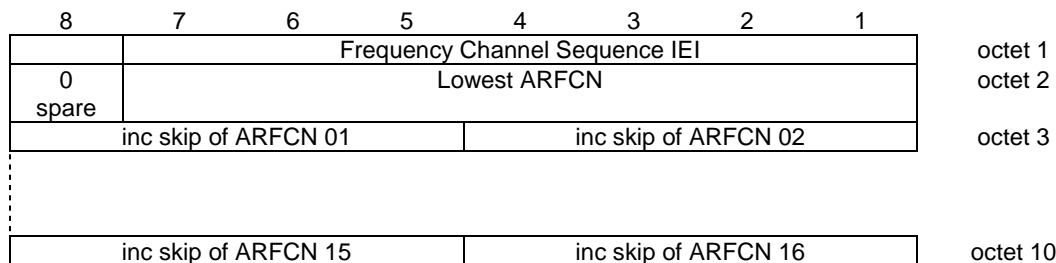 8 7 6 5 4 3 2 1
Frequency Channel Sequence IEI octet 1
0 Lowest ARFCN octet 2
spare
inc skip of ARFCN 01 inc skip of ARFCN 02 octet 3
inc skip of ARFCN 15 inc skip of ARFCN 16 octet 10